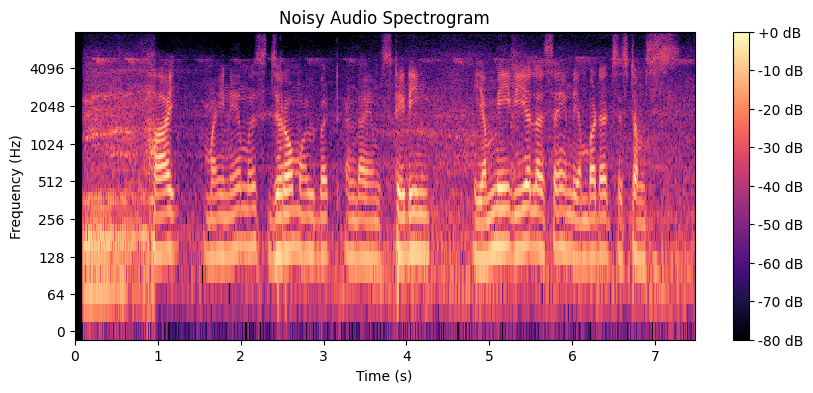 Noisy Audio Spectrogram
Frequency (Hz)
4096
2048
1024
512
256
128
64
0
0 1 2 3 4 5 6 7
Time (s)
+0 dB
-10 dB
-20 dB
-30 dB
-40 dB
-50 dB
-60 dB
-70 dB
-80 dB